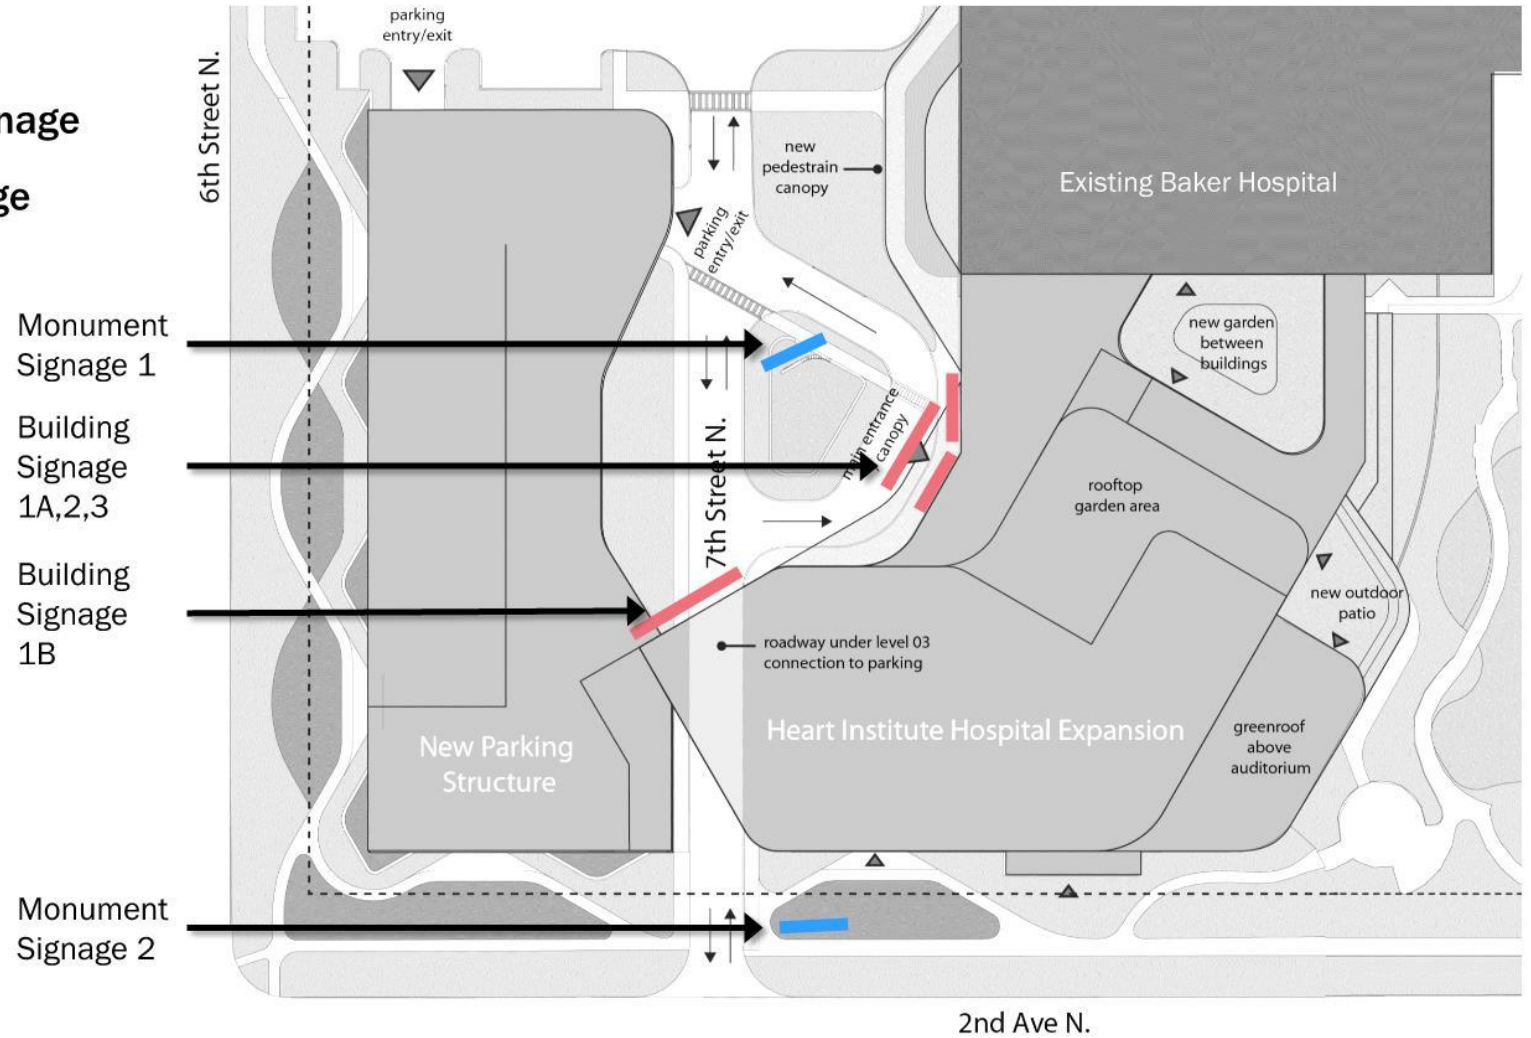 parking
entry/exit
6th Street N.
nage
ge
new
pedestrain
canopy
Existing Baker Hospital
parking
entry/exit
Monument
Signage 1
new garden
between
buildings
Building
Signage
1A,2,3
main entrance
canopy
7th Street N.
rooftop
garden area
Building
Signage
1B
new outdoor
patio
roadway under level 03
connection to parking
Heart Institute Hospital Expansion
New Parking
Structure
greenroof
above
auditorium
Monument
Signage 2
2nd Ave N.